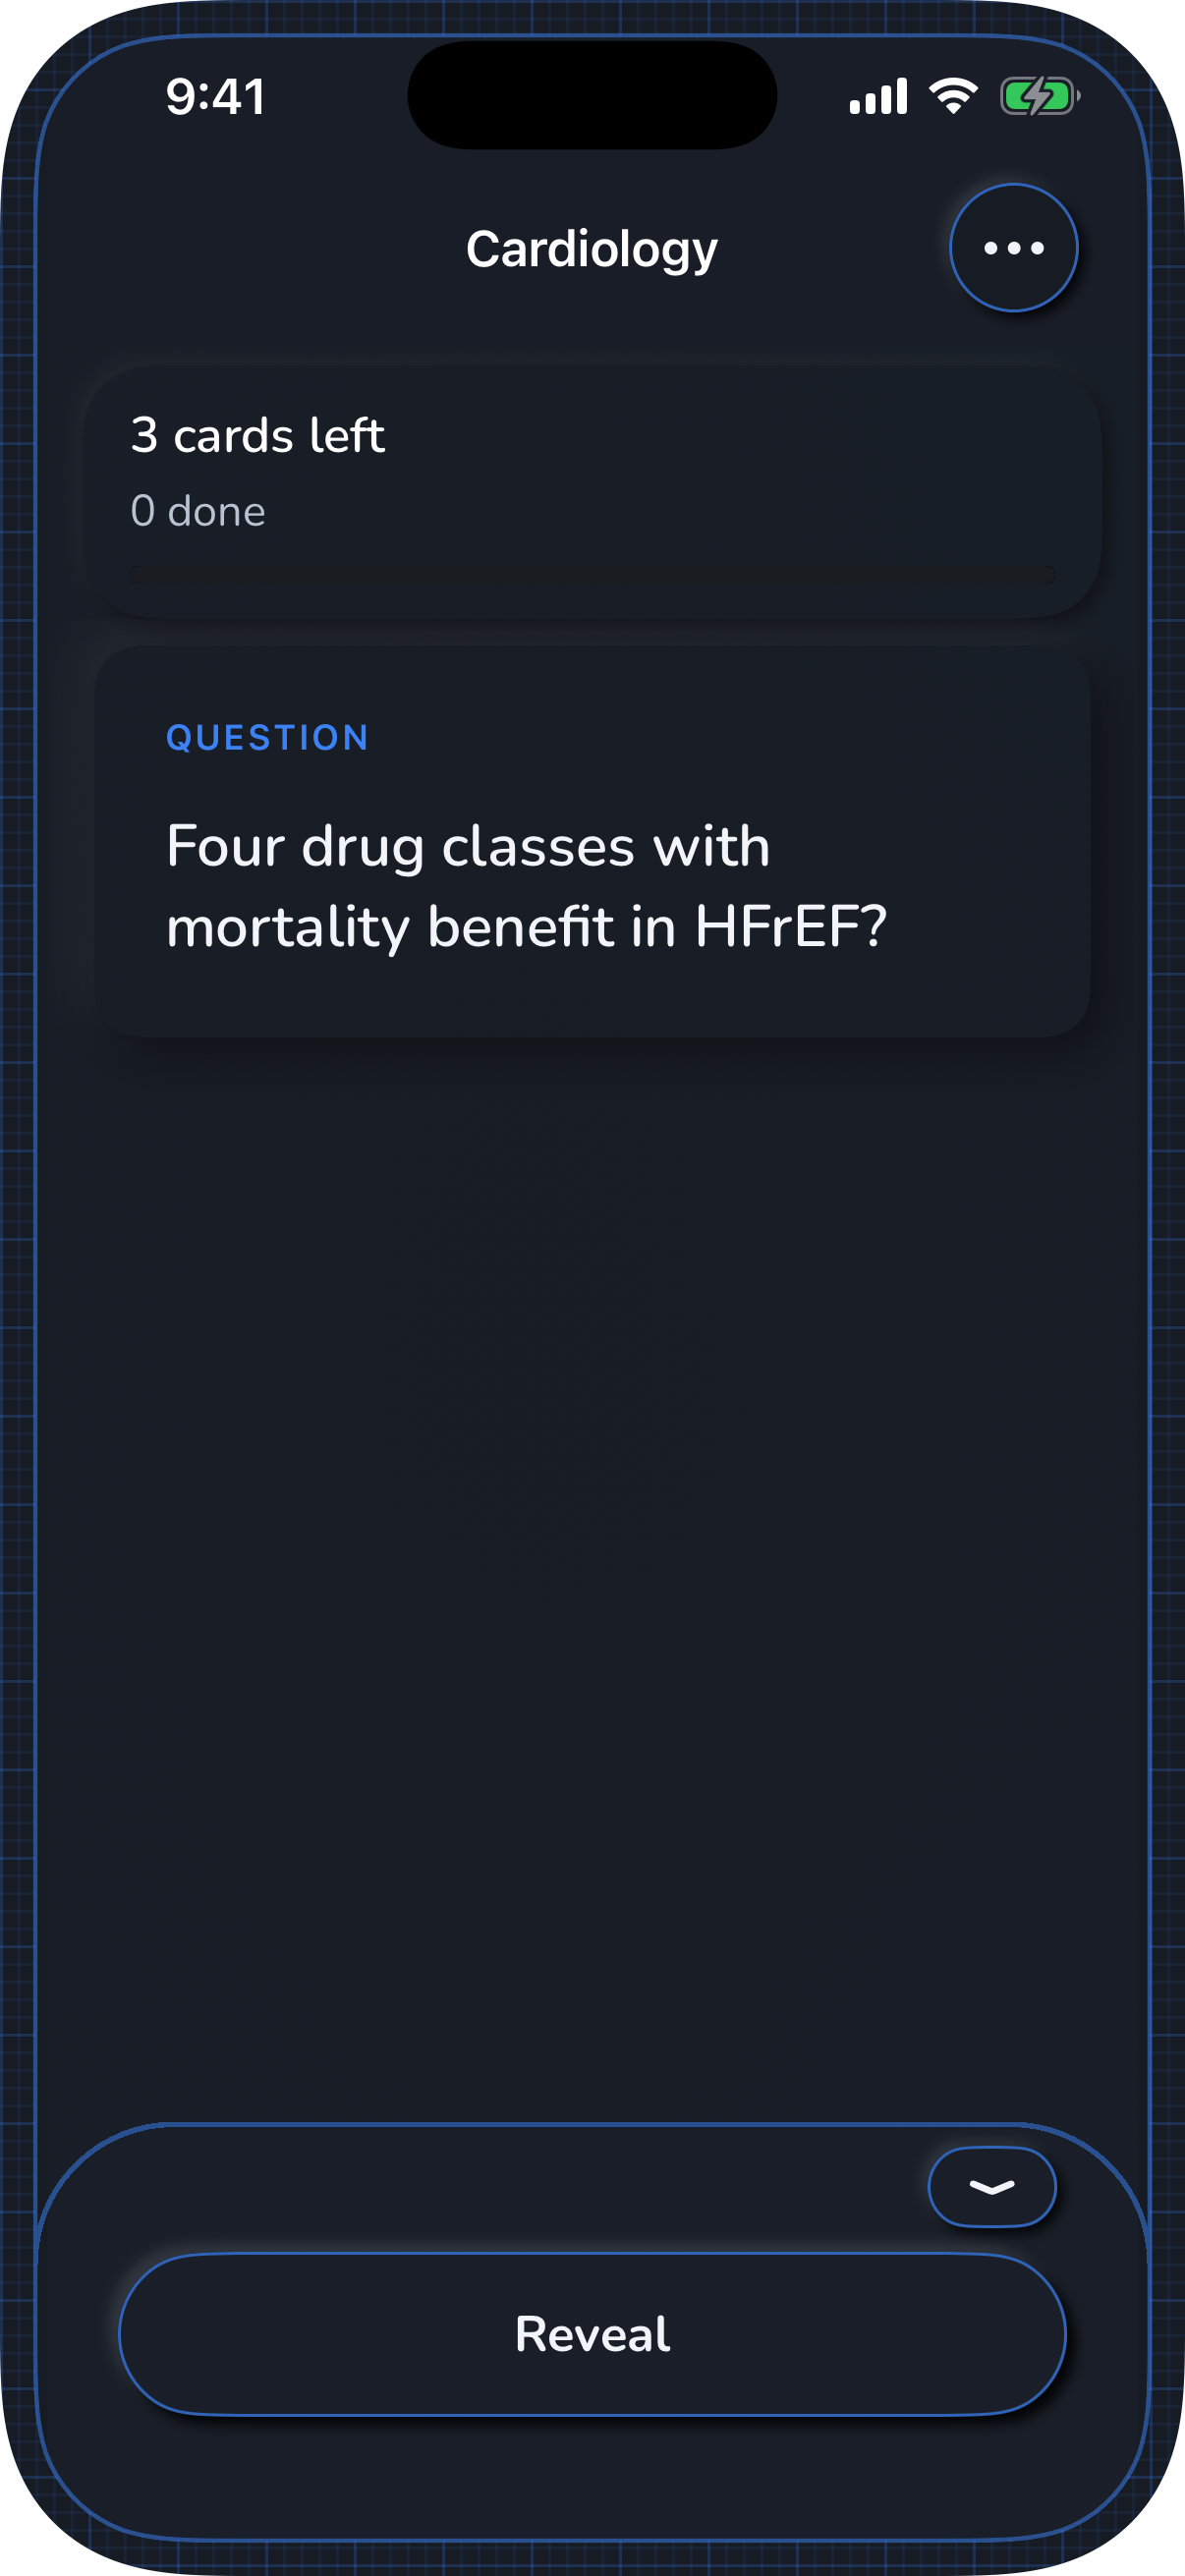 9:41
Cardiology
3 cards left
0 done
QUESTION
Four drug classes with
mortality benefit in HFrEF?
Reveal